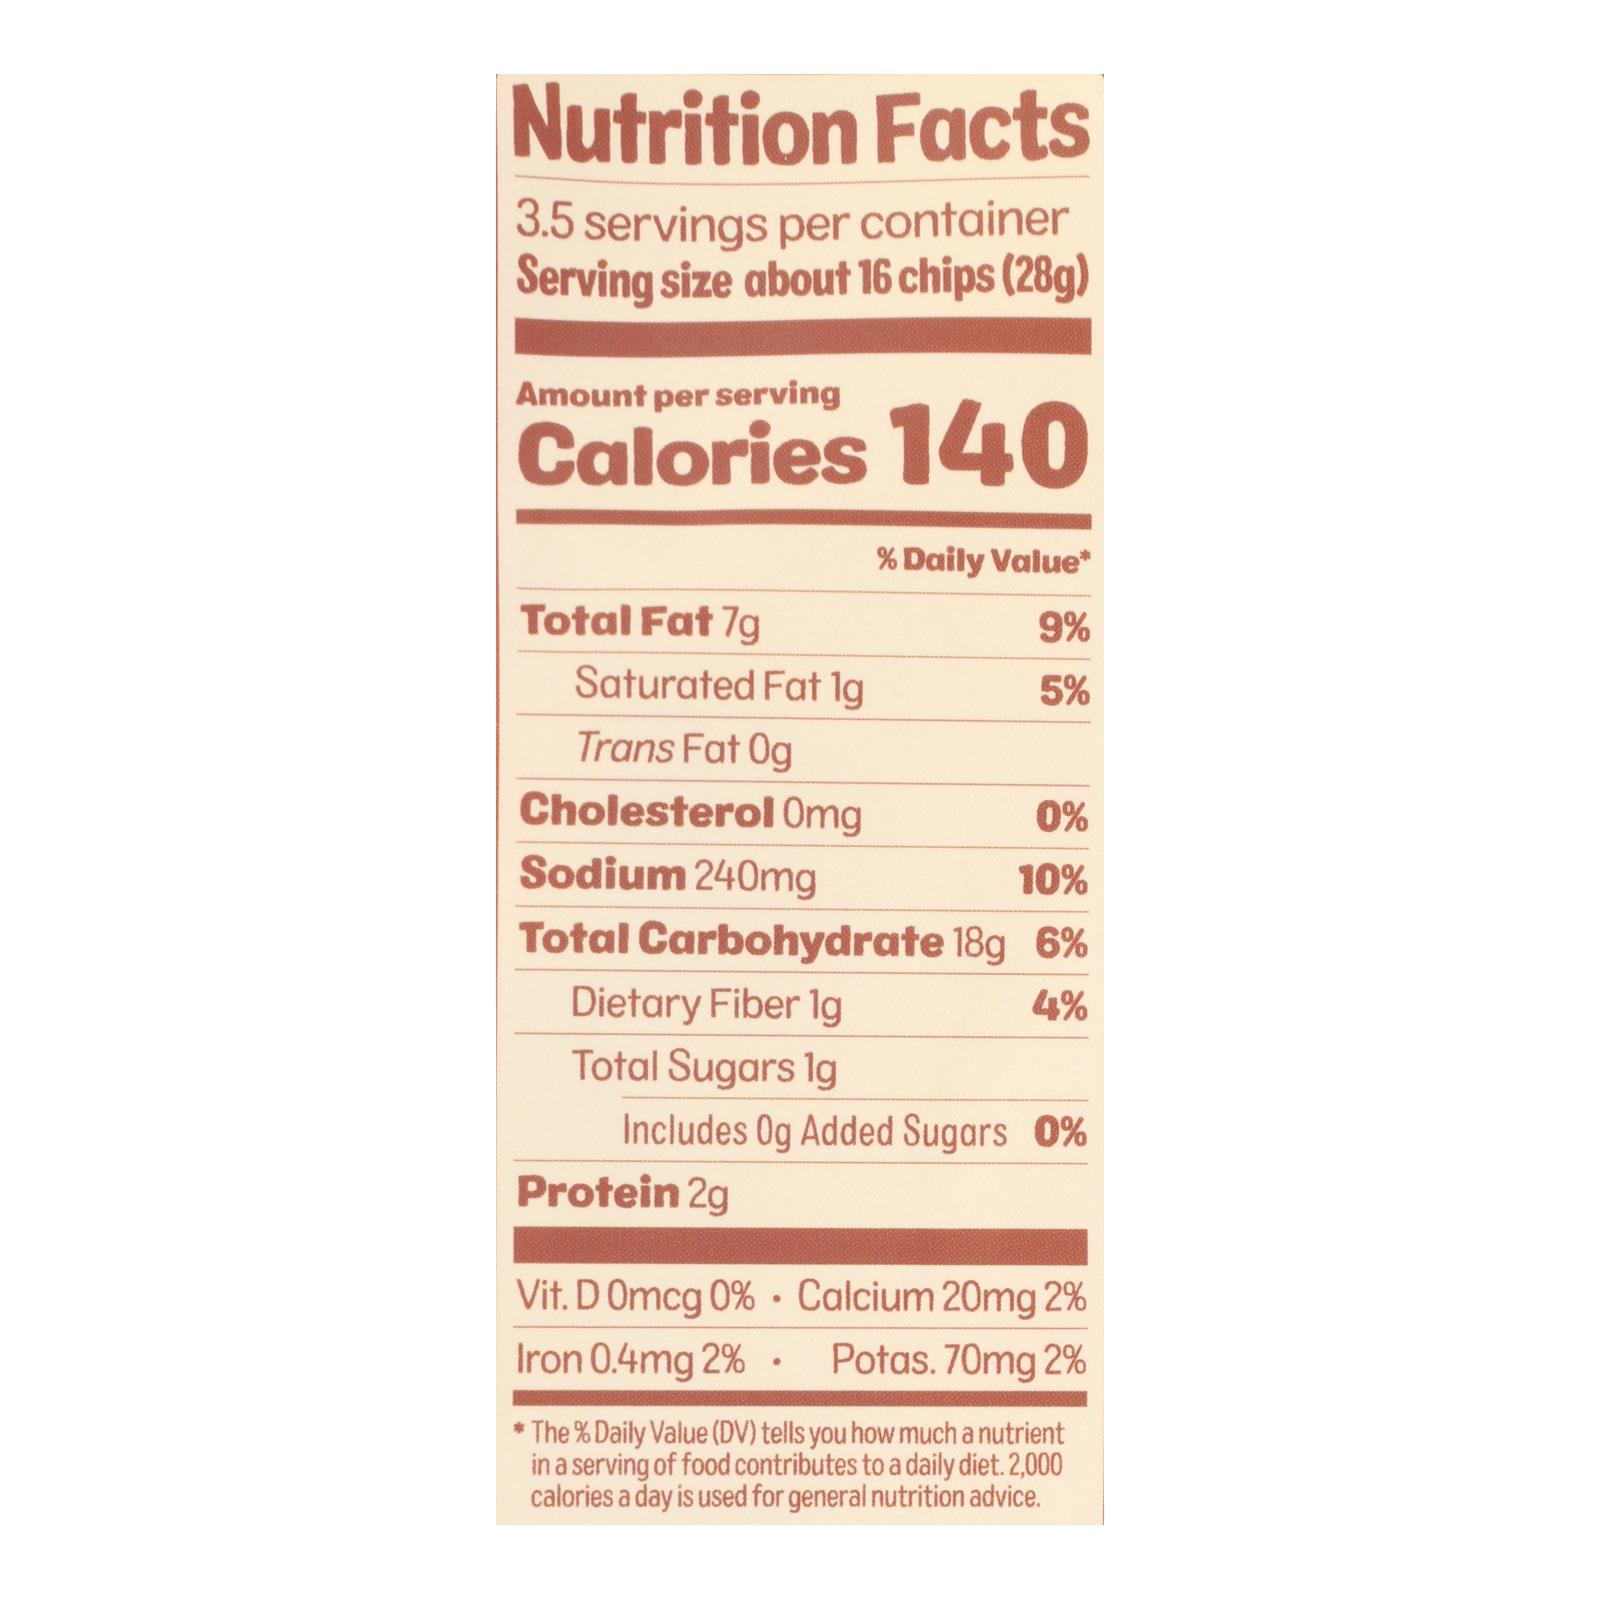 Nutrition Facts
3.5 servings per container
Serving size about 16 chips (28g)
Amount per serving
Calories 140
% Daily Value*
Total Fat 7g 9%
Saturated Fat 1g 5%
Trans Fat 0g
Cholesterol 0mg 0%
Sodium 240mg 10%
Total Carbohydrate 18g 6%
Dietary Fiber 1g 4%
Total Sugars 1g
Includes 0g Added Sugars 0%
Protein 2g
Vit. D 0mcg 0% • Calcium 20mg 2%
Iron 0.4mg 2% • Potas. 70mg 2%
* The % Daily Value (DV) tells you how much a nutrient
in a serving of food contributes to a daily diet. 2,000
calories a day is used for general nutrition advice.